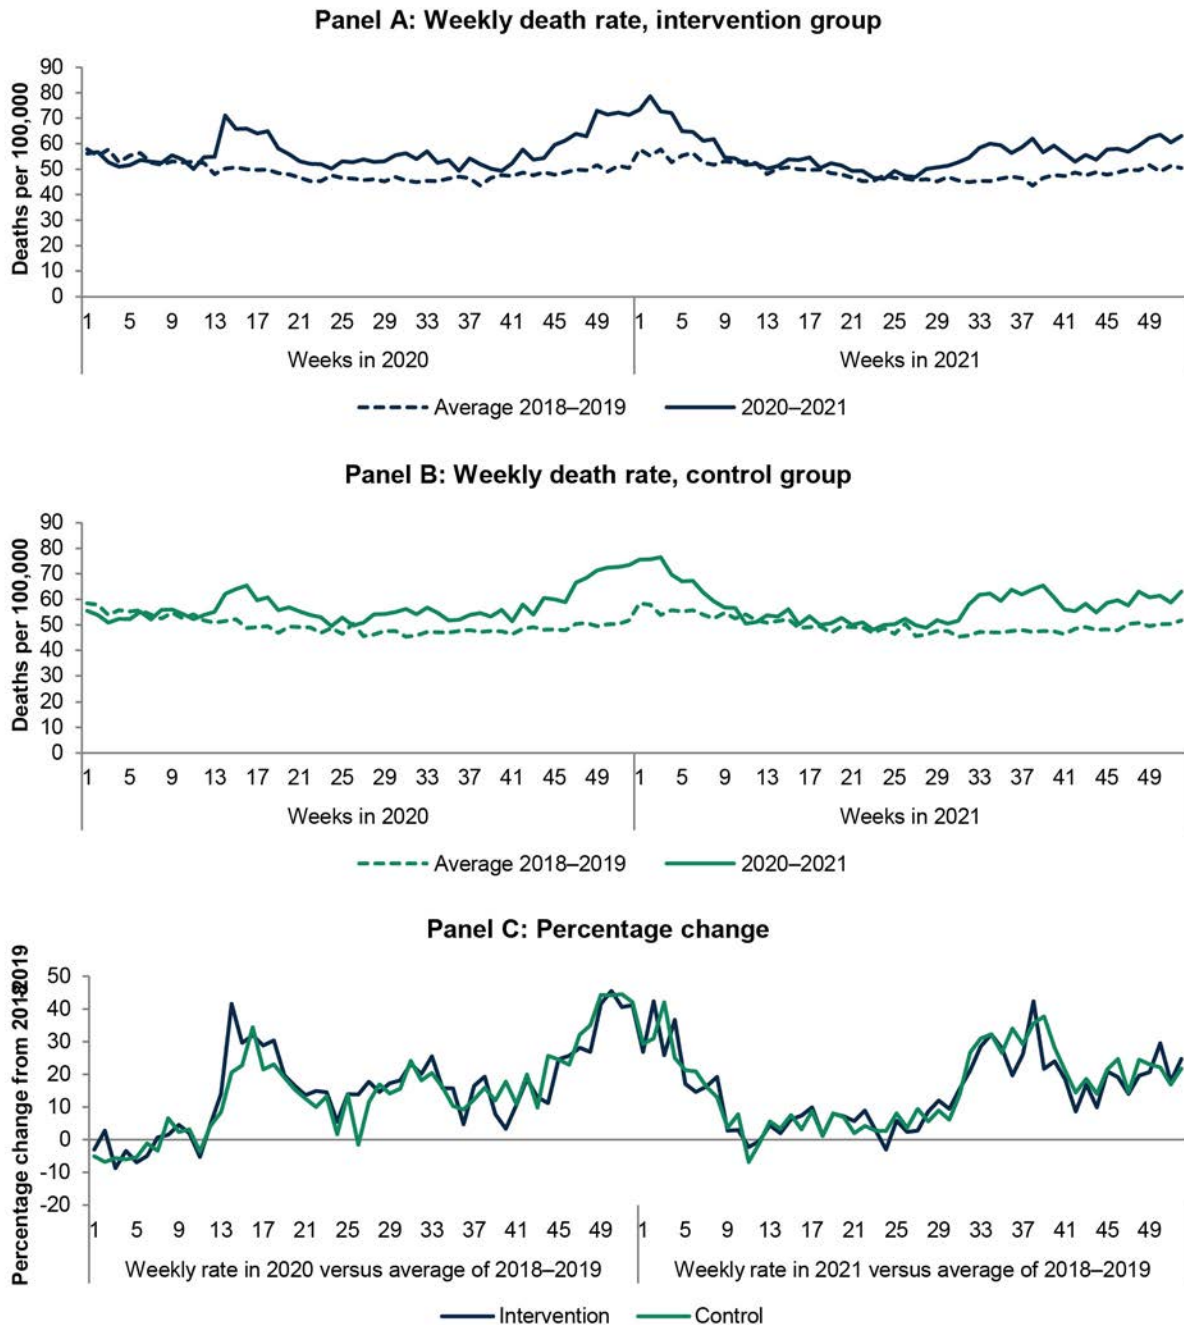 Panel A: Weekly death rate, intervention group
Deaths per 100,000
90
80
70
60
50
40
30
20
10
0
1 5 9 13 17 21 25 29 33 37 41 45 49 1 5 9 13 17 21 25 29 33 37 41 45 49
Weeks in 2020 Weeks in 2021
Average 2018–2019 2020–2021
Panel B: Weekly death rate, control group
Deaths per 100,000
90
80
70
60
50
40
30
20
10
0
1 5 9 13 17 21 25 29 33 37 41 45 49 1 5 9 13 17 21 25 29 33 37 41 45 49
Weeks in 2020 Weeks in 2021
Average 2018–2019 2020–2021
Panel C: Percentage change
Percentage change from
50
40
30
20
10
0
-10
-20
1 5 9 13 17 21 25 29 33 37 41 45 49 1 5 9 13 17 21 25 29 33 37 41 45 49
Weekly rate in 2020 versus average of 2018–2019 Weekly rate in 2021 versus average of 2018–2019
Intervention Control